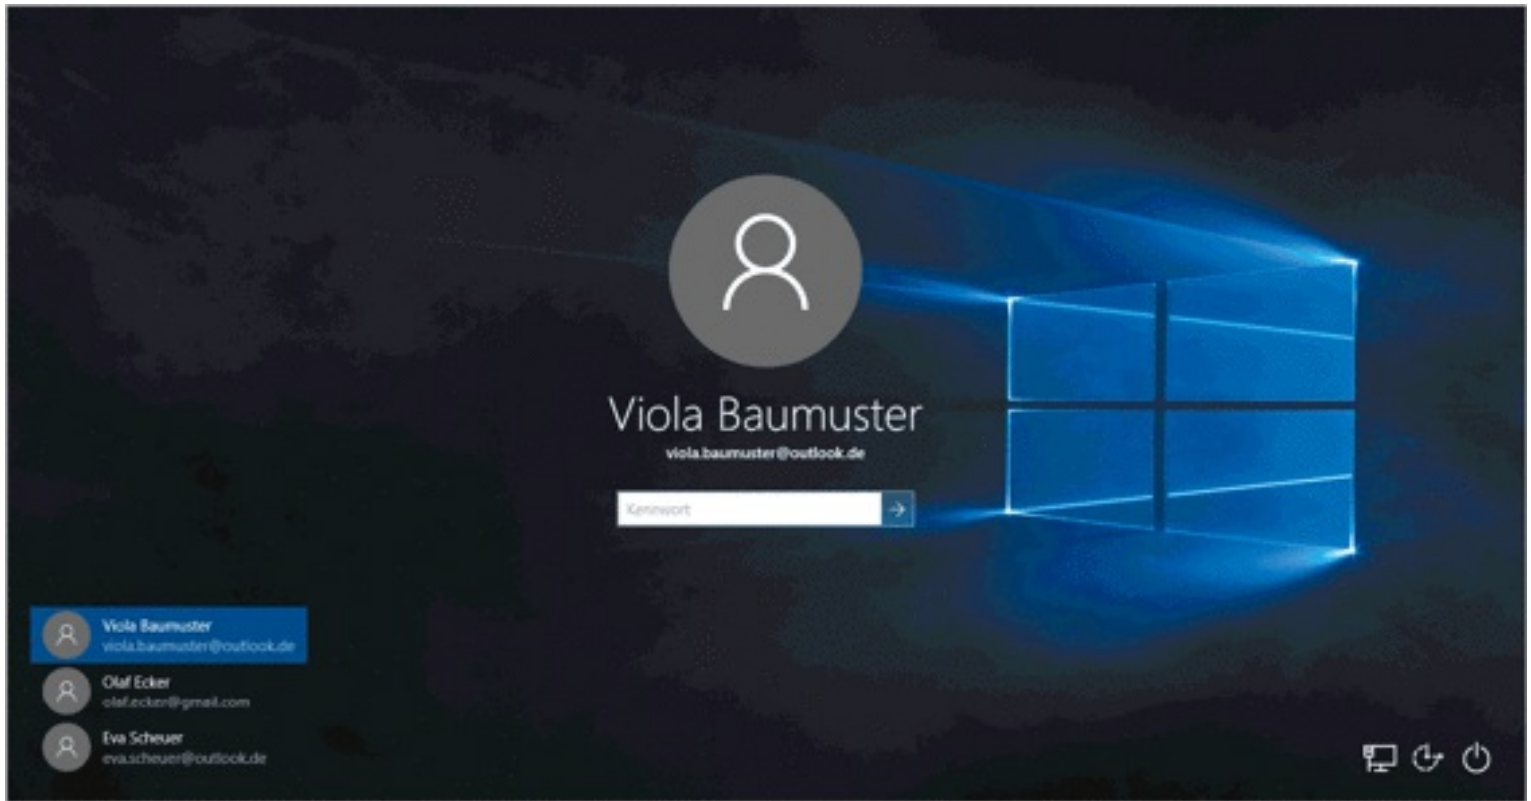 Viola Baumuster
viola.baumuster@outlook.de
Kennwort
Viola Baumuster
viola.baumuster@outlook.de
Olaf Ecker
olaf.ecker@gmail.com
Eva Scheuer
eva.scheuer@outlook.de